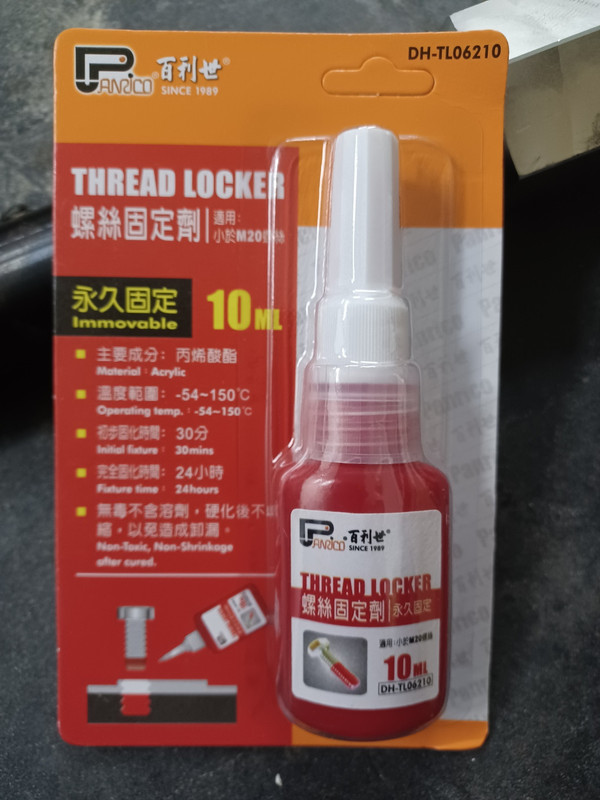 DH-TL06210
PANRICO® 百利世®
SINCE 1989
THREAD LOCKER
螺絲固定劑
適用:
小於M20螺絲
永久固定
Immovable
10ML
主要成分: 丙烯酸酯
Material: Acrylic
溫度範圍: -54~150℃
Operating temp.: -54~150℃
初步固化時間: 30分
Initial fixture: 30mins
完全固化時間: 24小時
Fixture time: 24hours
無毒不含溶劑,硬化後不
縮,以免造成卸漏。
Non-Toxic, Non-Shrinkage
after cured.
PANRICO 百利世®
SINCE 1989
THREAD LOCKER
螺絲固定劑|永久固定
適用:小於M20螺絲
10ML
DH-TL06210